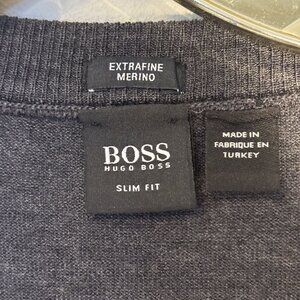 EXTRAFINE
MERINO
BOSS
HUGO BOSS
SLIM FIT
MADE IN
FABRIQUE EN
TURKEY